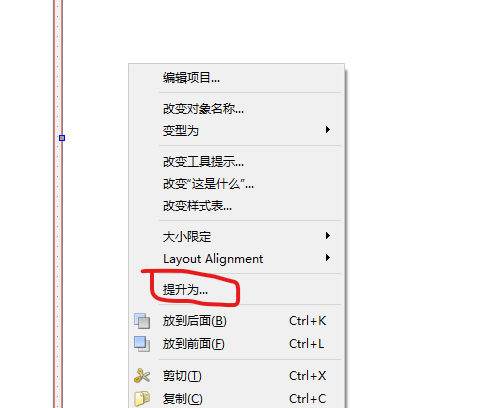 编辑项目...
改变对象名称...
变型为
改变工具提示...
改变“这是什么”...
改变样式表...
大小限定
Layout Alignment
提升为...
放到后面(B) Ctrl+K
放到前面(F) Ctrl+L
剪切(T) Ctrl+X
复制(C) Ctrl+C